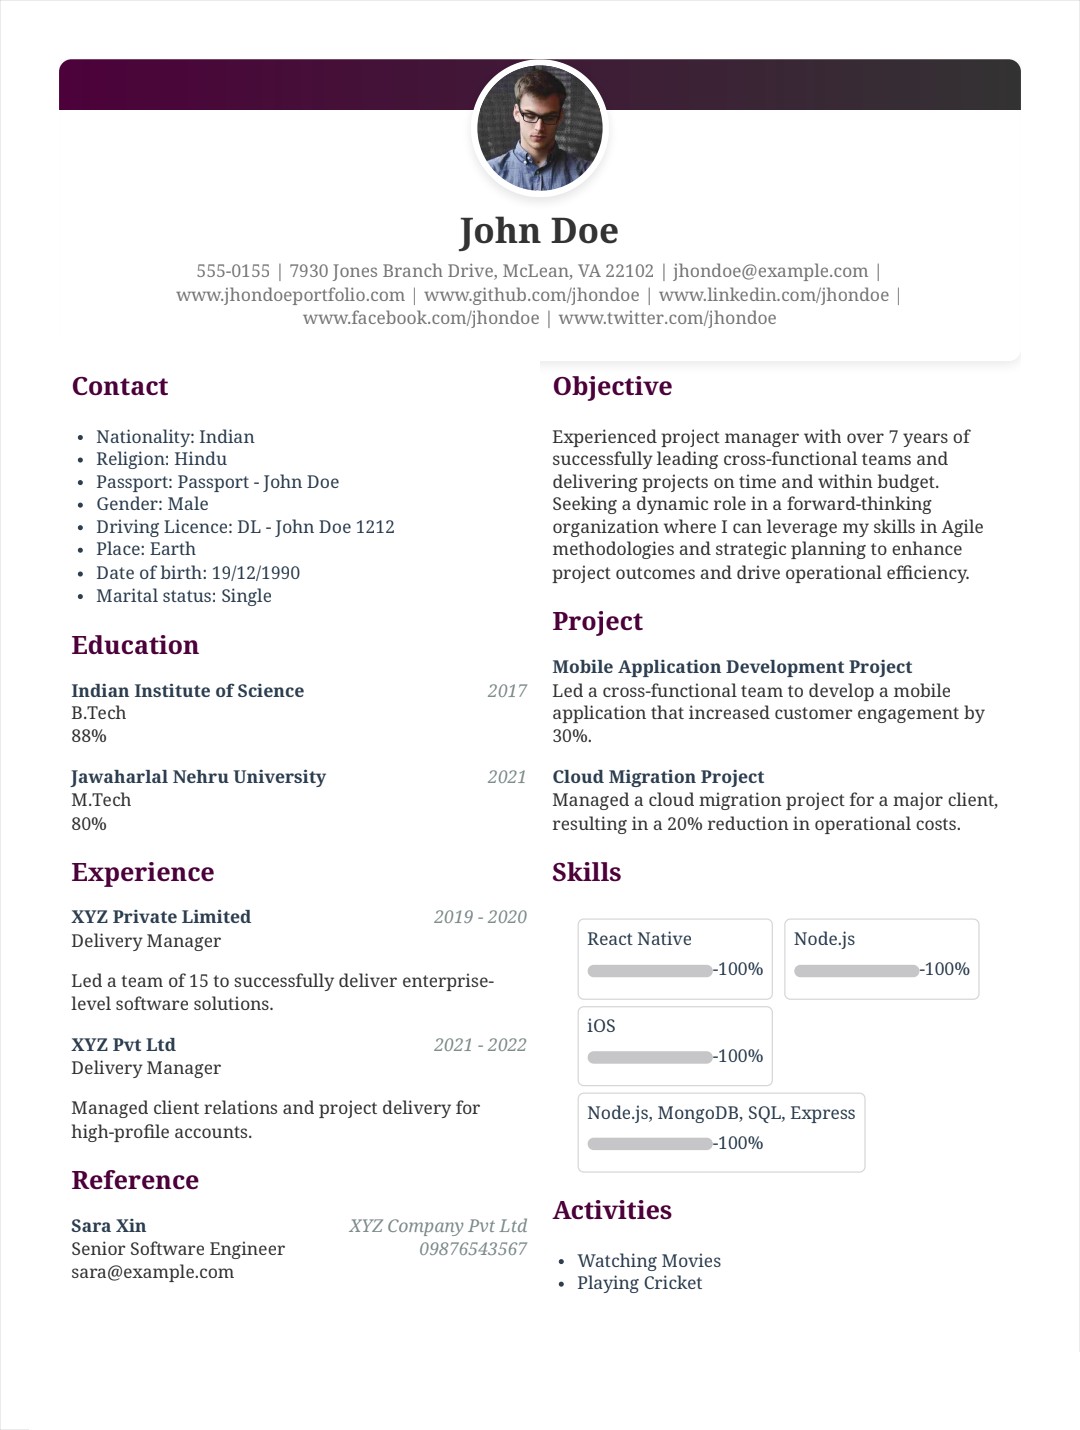 John Doe
555-0155 | 7930 Jones Branch Drive, McLean, VA 22102 | jhondoe@example.com |
www.jhondoeportfolio.com | www.github.com/jhondoe | www.linkedin.com/jhondoe |
www.facebook.com/jhondoe | www.twitter.com/jhondoe
Contact
• Nationality: Indian
• Religion: Hindu
• Passport: Passport - John Doe
• Gender: Male
• Driving Licence: DL - John Doe 1212
• Place: Earth
• Date of birth: 19/12/1990
• Marital status: Single
Education
Indian Institute of Science 2017
B.Tech
88%
Jawaharlal Nehru University 2021
M.Tech
80%
Experience
XYZ Private Limited 2019 - 2020
Delivery Manager
Led a team of 15 to successfully deliver enterprise-
level software solutions.
XYZ Pvt Ltd 2021 - 2022
Delivery Manager
Managed client relations and project delivery for
high-profile accounts.
Reference
Sara Xin XYZ Company Pvt Ltd
Senior Software Engineer 09876543567
sara@example.com
Objective
Experienced project manager with over 7 years of
successfully leading cross-functional teams and
delivering projects on time and within budget.
Seeking a dynamic role in a forward-thinking
organization where I can leverage my skills in Agile
methodologies and strategic planning to enhance
project outcomes and drive operational efficiency.
Project
Mobile Application Development Project
Led a cross-functional team to develop a mobile
application that increased customer engagement by
30%.
Cloud Migration Project
Managed a cloud migration project for a major client,
resulting in a 20% reduction in operational costs.
Skills
React Native
-100%
Node.js
-100%
iOS
-100%
Node.js, MongoDB, SQL, Express
-100%
Activities
• Watching Movies
• Playing Cricket